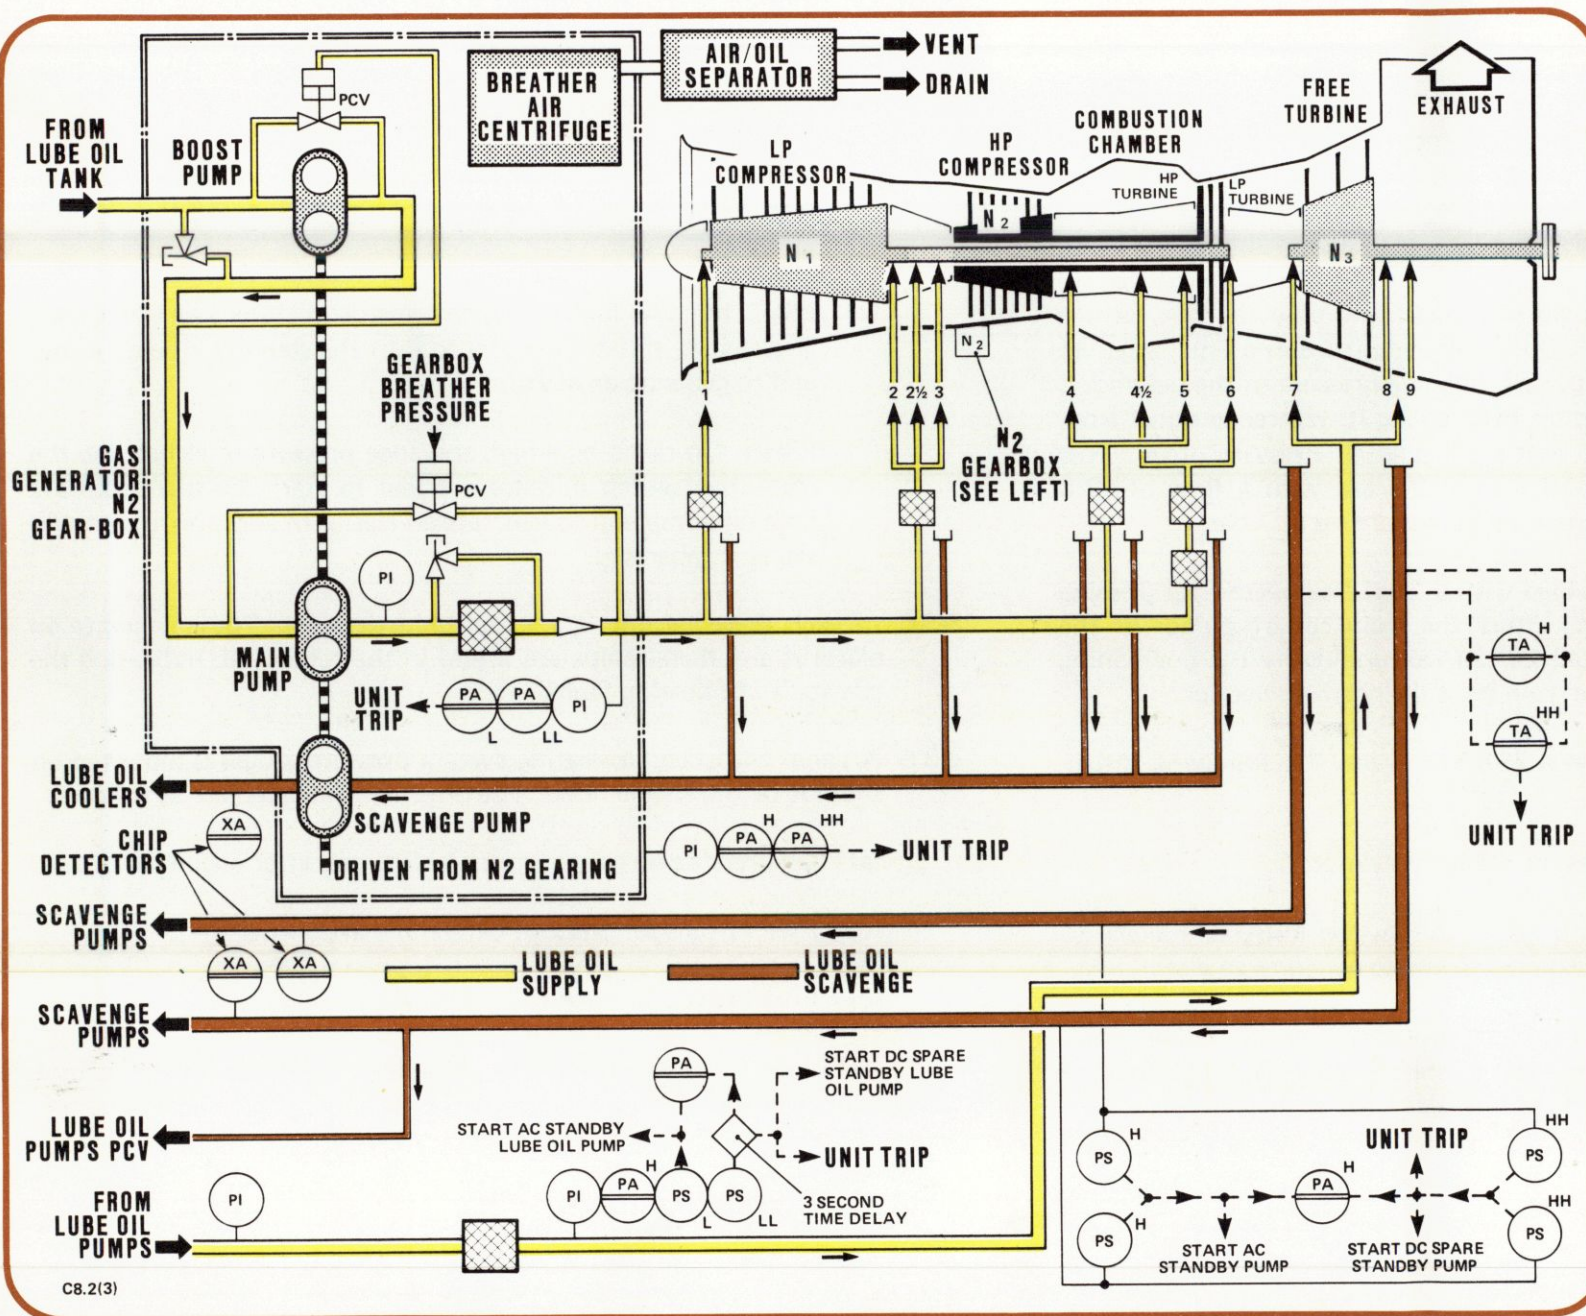 AIR/OIL
SEPARATOR
VENT
DRAIN
BREATHER
AIR
CENTRIFUGE
PCV
BOOST
PUMP
FROM
LUBE OIL
TANK
LP
COMPRESSOR
HP
COMPRESSOR
COMBUSTION
CHAMBER
HP
TURBINE
LP
TURBINE
FREE
TURBINE
EXHAUST
N1
N2
N3
N2
1
2
2½
3
4
4½
5
6
7
8
9
N2
GEARBOX
(SEE LEFT)
GEARBOX
BREATHER
PRESSURE
PCV
GAS
GENERATOR
N2
GEAR-BOX
PI
MAIN
PUMP
UNIT
TRIP
PA
L
PA
LL
PI
LUBE OIL
COOLERS
XA
SCAVENGE PUMP
CHIP
DETECTORS
DRIVEN FROM N2 GEARING
PI
PA
H
PA
HH
UNIT TRIP
TA
H
TA
HH
UNIT TRIP
SCAVENGE
PUMPS
XA
XA
LUBE OIL
SUPPLY
LUBE OIL
SCAVENGE
SCAVENGE
PUMPS
LUBE OIL
PUMPS PCV
PA
START DC SPARE
STANDBY LUBE
OIL PUMP
START AC STANDBY
LUBE OIL PUMP
UNIT TRIP
3 SECOND
TIME DELAY
FROM
LUBE OIL
PUMPS
PI
PI
PA
H
PS
L
PS
LL
PS
H
PS
H
PA
H
UNIT TRIP
PS
HH
PS
HH
START AC
STANDBY PUMP
START DC SPARE
STANDBY PUMP
C8.2(3)